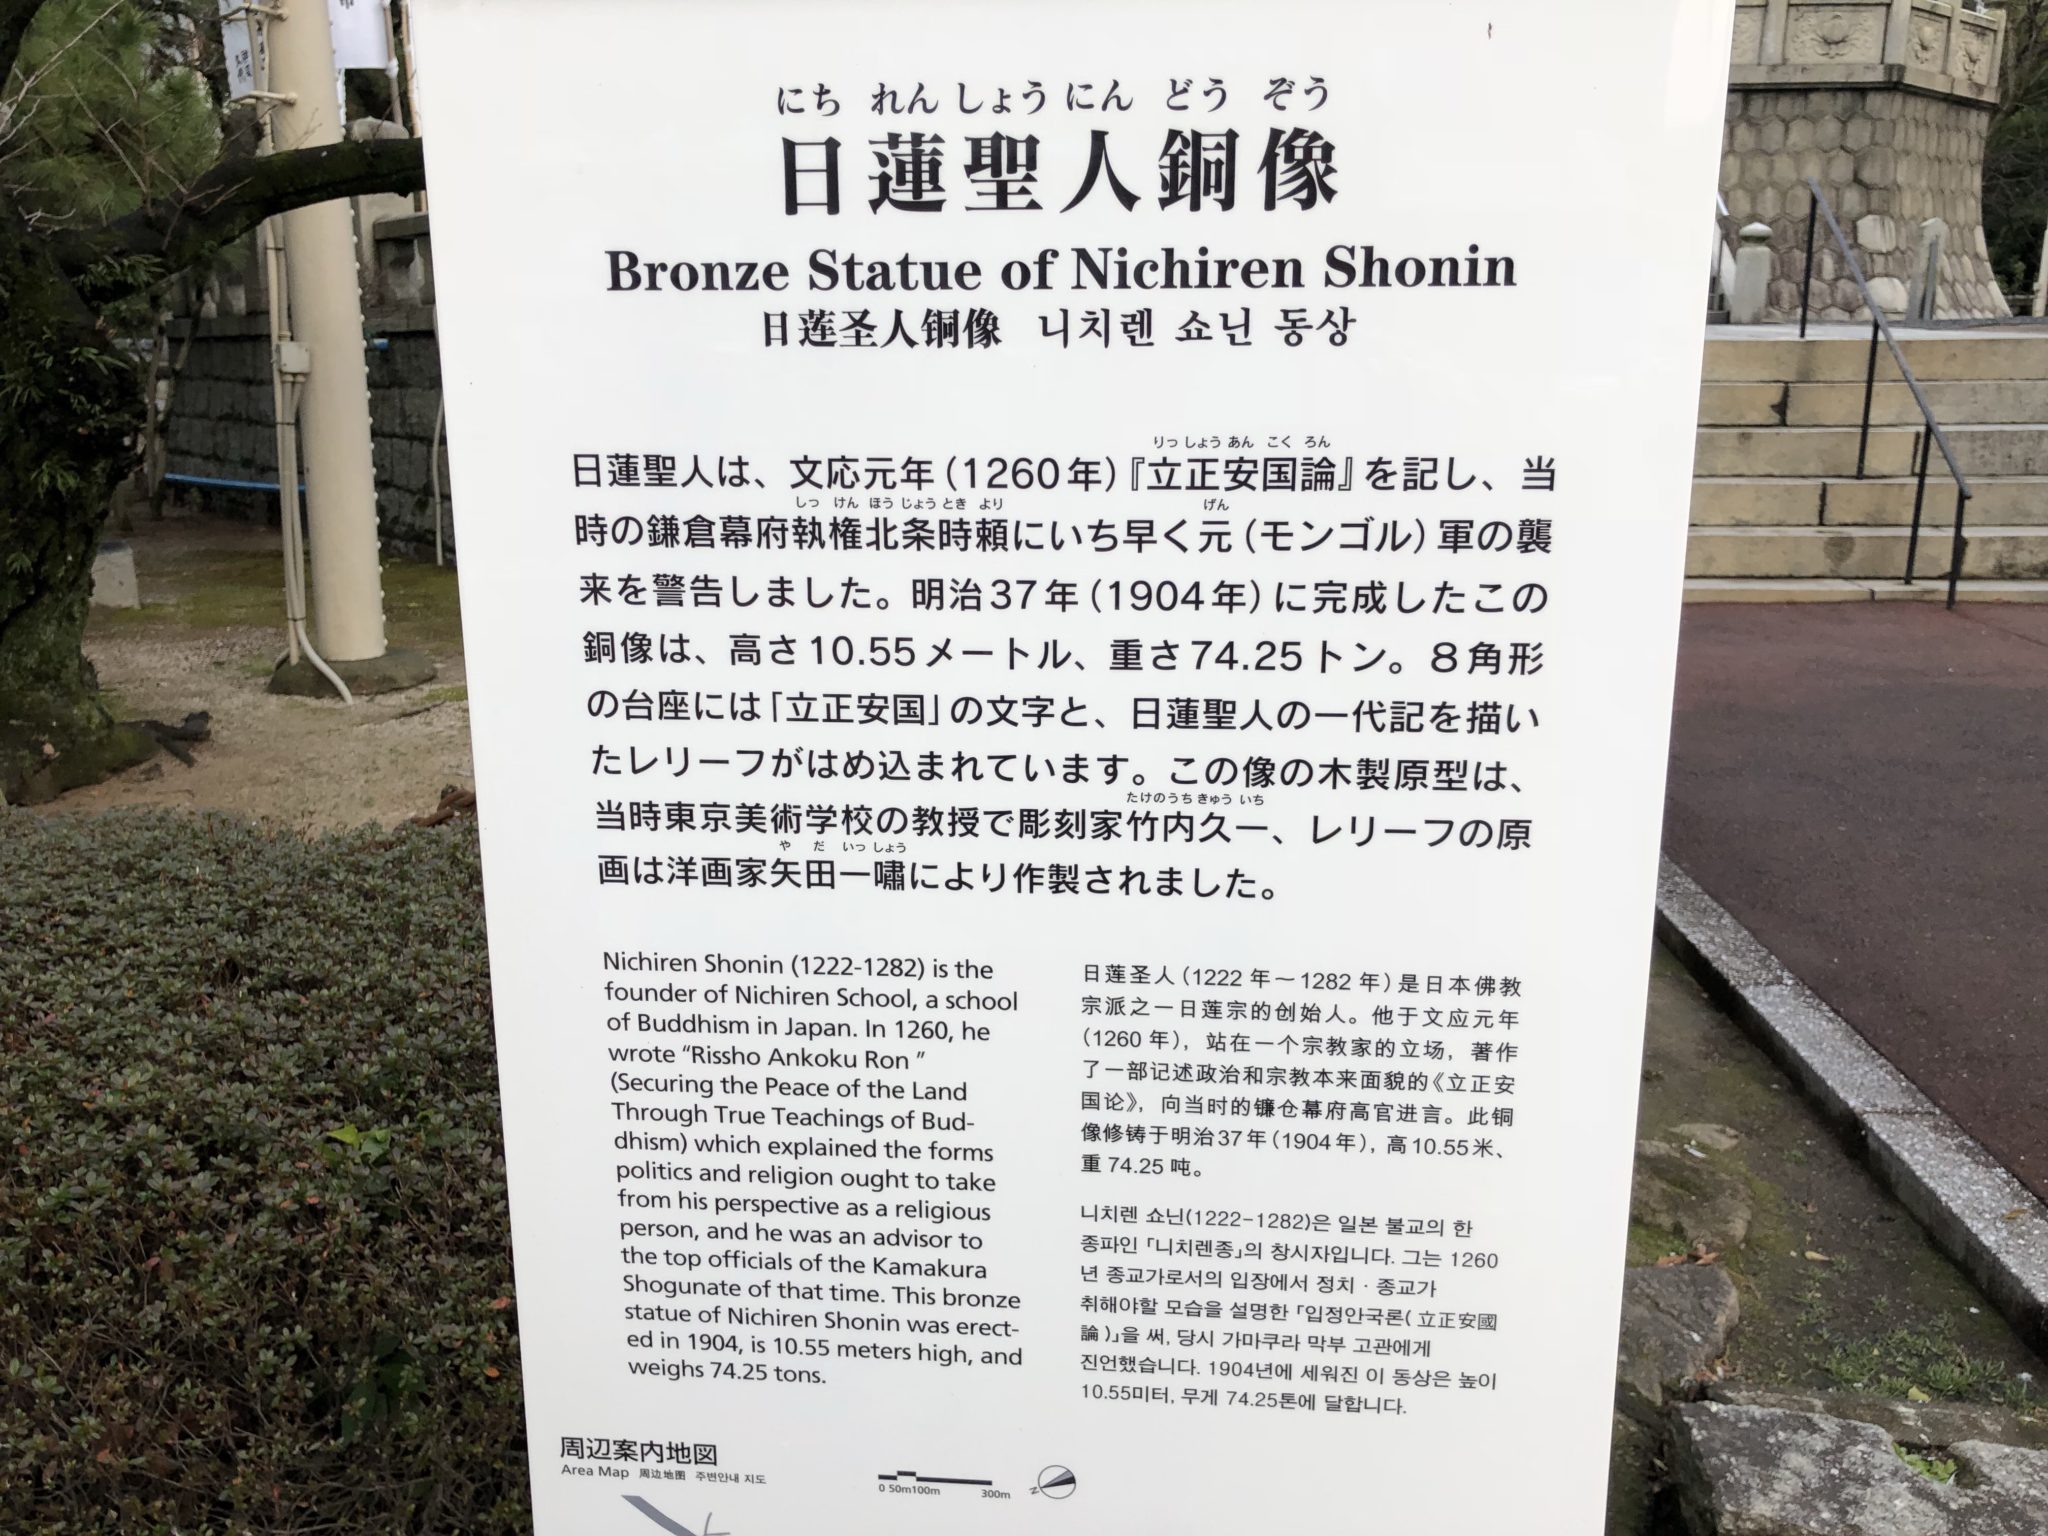 にち れん しょう にん どう ぞう
日蓮聖人銅像
Bronze Statue of Nichiren Shonin
日莲圣人铜像 니치렌 쇼닌 동상
りっ しょう あん こく ろん
日蓮聖人は、文応元年(1260年)『立正安国論』を記し、当
しっ けん ほう じょう とき より げん
時の鎌倉幕府執権北条時頼にいち早く元(モンゴル)軍の襲
来を警告しました。明治37年(1904年)に完成したこの
銅像は、高さ10.55メートル、重さ74.25トン。8角形
の台座には「立正安国」の文字と、日蓮聖人の一代記を描い
たレリーフがはめ込まれています。この像の木製原型は、
たけのうち きゅう いち
当時東京美術学校の教授で彫刻家竹内久一、レリーフの原
や だ いっ しょう
画は洋画家矢田一嘯により作製されました。
Nichiren Shonin (1222-1282) is the
founder of Nichiren School, a school
of Buddhism in Japan. In 1260, he
wrote "Rissho Ankoku Ron "
(Securing the Peace of the Land
Through True Teachings of Bud-
dhism) which explained the forms
politics and religion ought to take
from his perspective as a religious
person, and he was an advisor to
the top officials of the Kamakura
Shogunate of that time. This bronze
statue of Nichiren Shonin was erect-
ed in 1904, is 10.55 meters high, and
weighs 74.25 tons.
日莲圣人(1222年～1282年)是日本佛教
宗派之一日莲宗的创始人。他于文应元年
(1260年)，站在一个宗教家的立场，著作
了一部记述政治和宗教本来面貌的《立正安
国论》，向当时的镰仓幕府高官进言。此铜
像修铸于明治37年(1904年)，高10.55米、
重74.25吨。
니치렌 쇼닌(1222-1282)은 일본 불교의 한
종파인 「니치렌종」의 창시자입니다. 그는 1260
년 종교가로서의 입장에서 정치·종교가
취해야할 모습을 설명한 「입정안국론(立正安國
論)」을 써, 당시 가마쿠라 막부 고관에게
진언했습니다. 1904년에 세워진 이 동상은 높이
10.55미터, 무게 74.25톤에 달합니다.
周辺案内地図
Area Map 周边地图 주변안내 지도
0 50m100m 300m
N